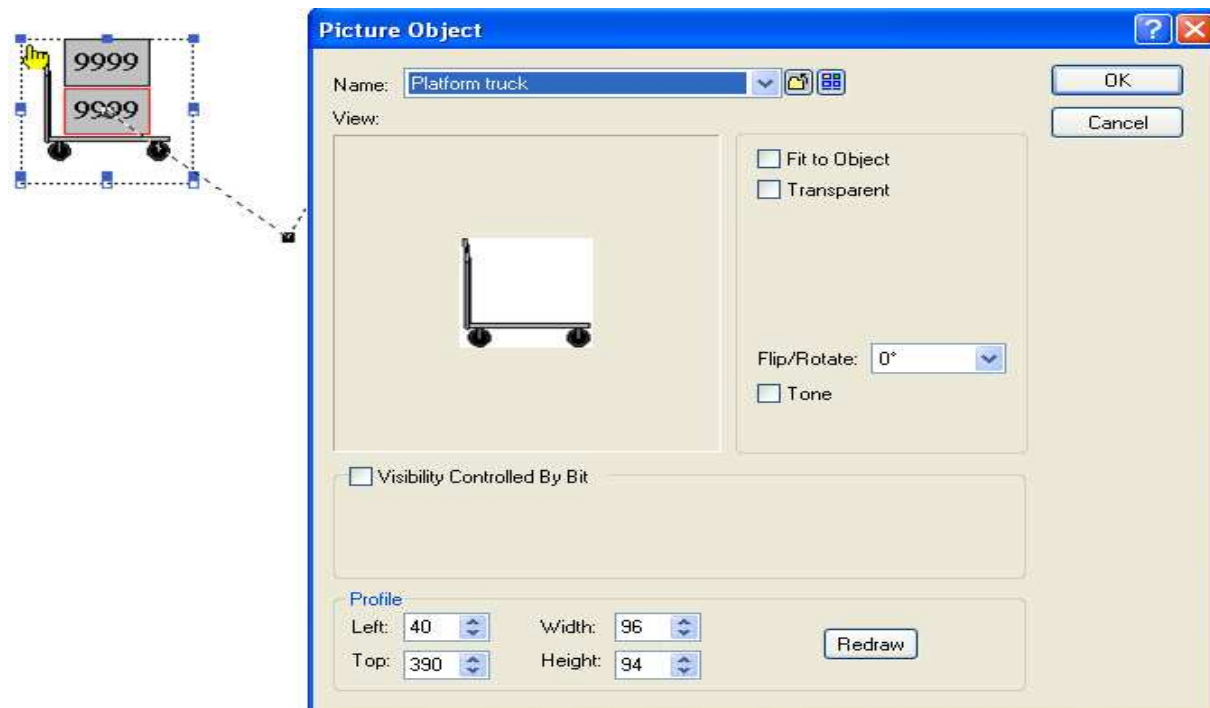 Picture Object
9999
9999
Name: Platform truck
OK
View:
Cancel
Fit to Object
Transparent
Flip/Rotate: 0°
Tone
Visibility Controlled By Bit
Profile
Left: 40 Width: 96
Redraw
Top: 390 Height: 94